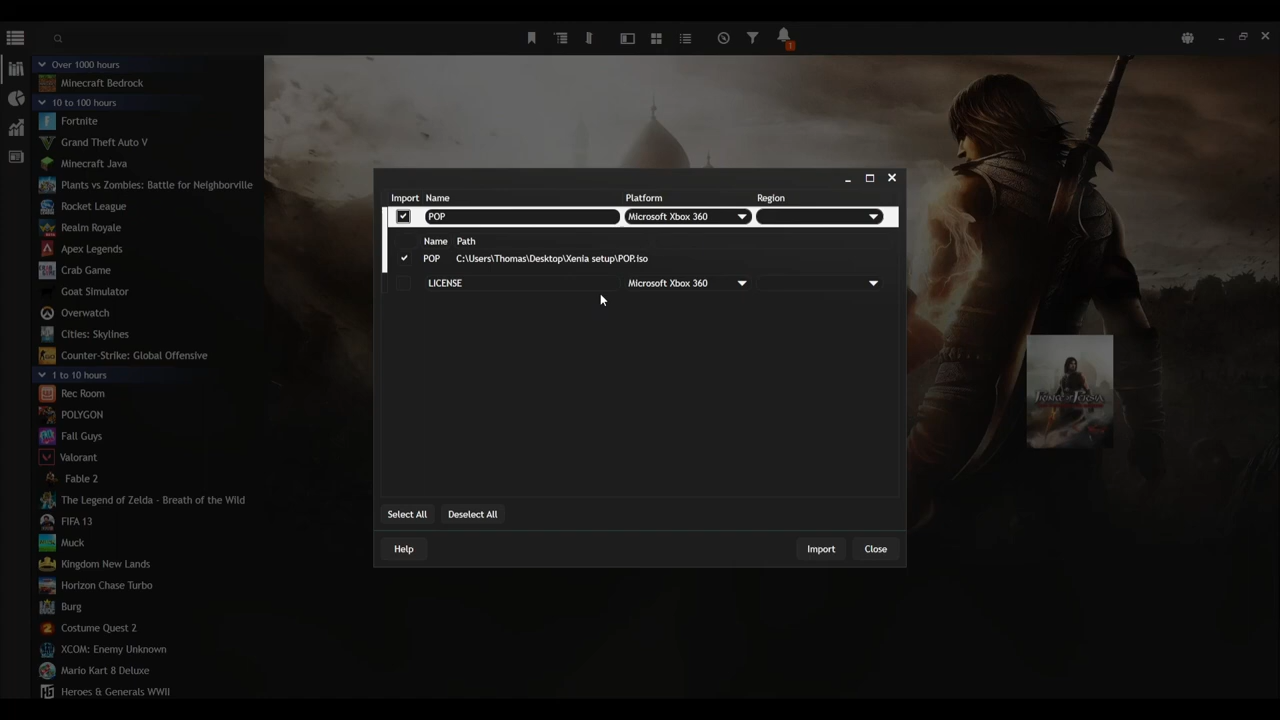 Over 1000 hours
Minecraft Bedrock
10 to 100 hours
Fortnite
Grand Theft Auto V
Minecraft Java
Plants vs Zombies: Battle for Neighborville
Rocket League
Realm Royale
Apex Legends
Crab Game
Goat Simulator
Overwatch
Cities: Skylines
Counter-Strike: Global Offensive
1 to 10 hours
Rec Room
POLYGON
Fall Guys
Valorant
Fable 2
The Legend of Zelda - Breath of the Wild
FIFA 13
Muck
Kingdom New Lands
Horizon Chase Turbo
Burg
Costume Quest 2
XCOM: Enemy Unknown
Mario Kart 8 Deluxe
Heroes & Generals WWII
1
Import Name Platform Region
POP Microsoft Xbox 360
Name Path
POP C:\Users\Thomas\Desktop\Xenia setup\POP.iso
LICENSE Microsoft Xbox 360
Select All Deselect All
Help Import Close
Prince of Persia